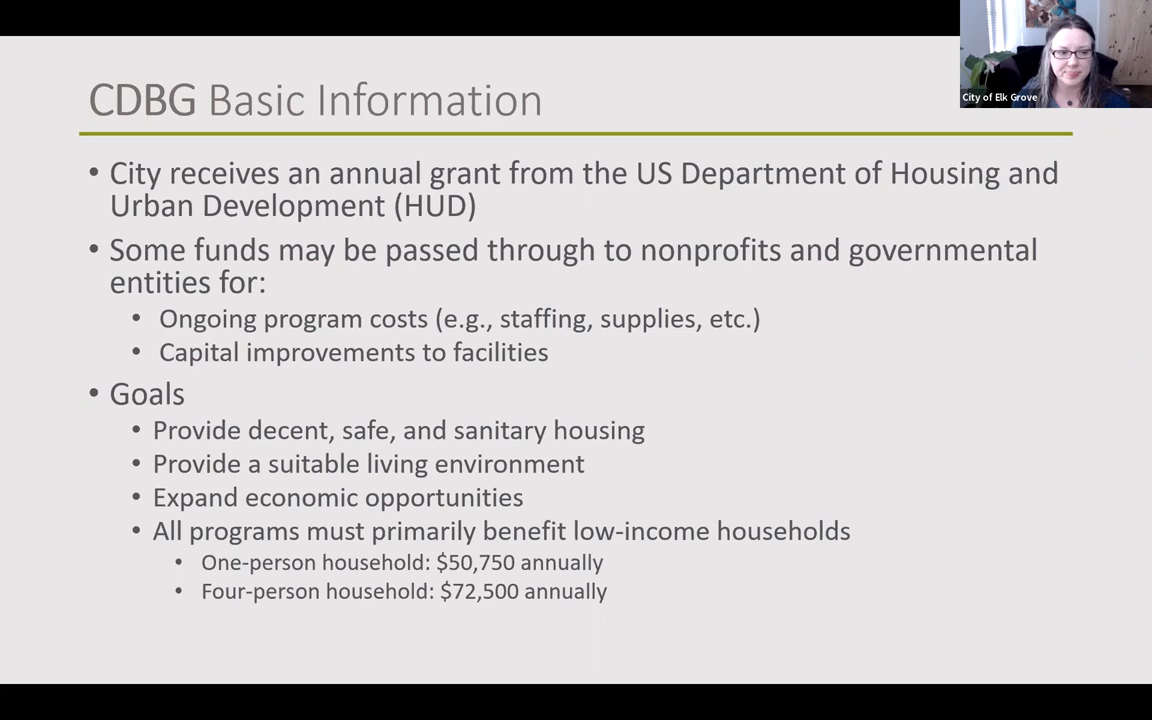 City of Elk Grove
CDBG Basic Information
• City receives an annual grant from the US Department of Housing and
Urban Development (HUD)
• Some funds may be passed through to nonprofits and governmental
entities for:
• Ongoing program costs (e.g., staffing, supplies, etc.)
• Capital improvements to facilities
• Goals
• Provide decent, safe, and sanitary housing
• Provide a suitable living environment
• Expand economic opportunities
• All programs must primarily benefit low-income households
• One-person household: $50,750 annually
• Four-person household: $72,500 annually